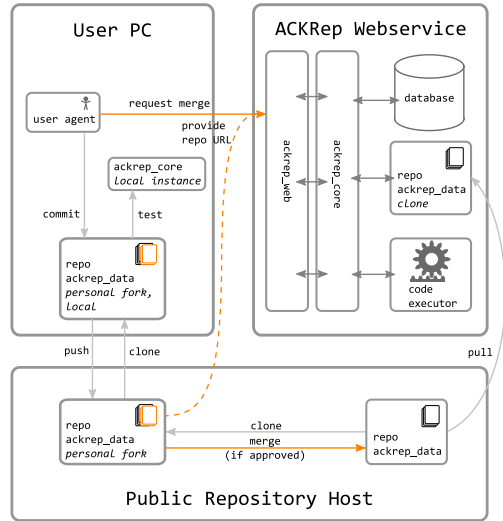 User PC
ACKRep Webservice
user agent
request merge
provide
repo URL
ackrep_core
local instance
commit
test
repo
ackrep_data
personal fork,
local
push
clone
ackrep_web
ackrep_core
database
repo
ackrep_data
clone
code
executor
pull
repo
ackrep_data
personal fork
clone
merge
(if approved)
repo
ackrep_data
Public Repository Host